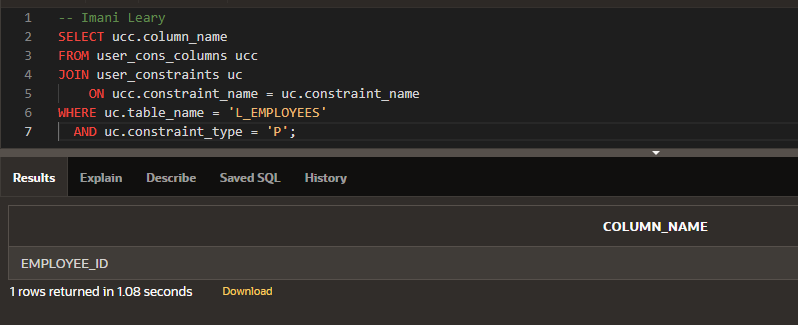 1 -- Imani Leary
2 SELECT ucc.column_name
3 FROM user_cons_columns ucc
4 JOIN user_constraints uc
5     ON ucc.constraint_name = uc.constraint_name
6 WHERE uc.table_name = 'L_EMPLOYEES'
7   AND uc.constraint_type = 'P';
Results Explain Describe Saved SQL History
COLUMN_NAME
EMPLOYEE_ID
1 rows returned in 1.08 seconds Download